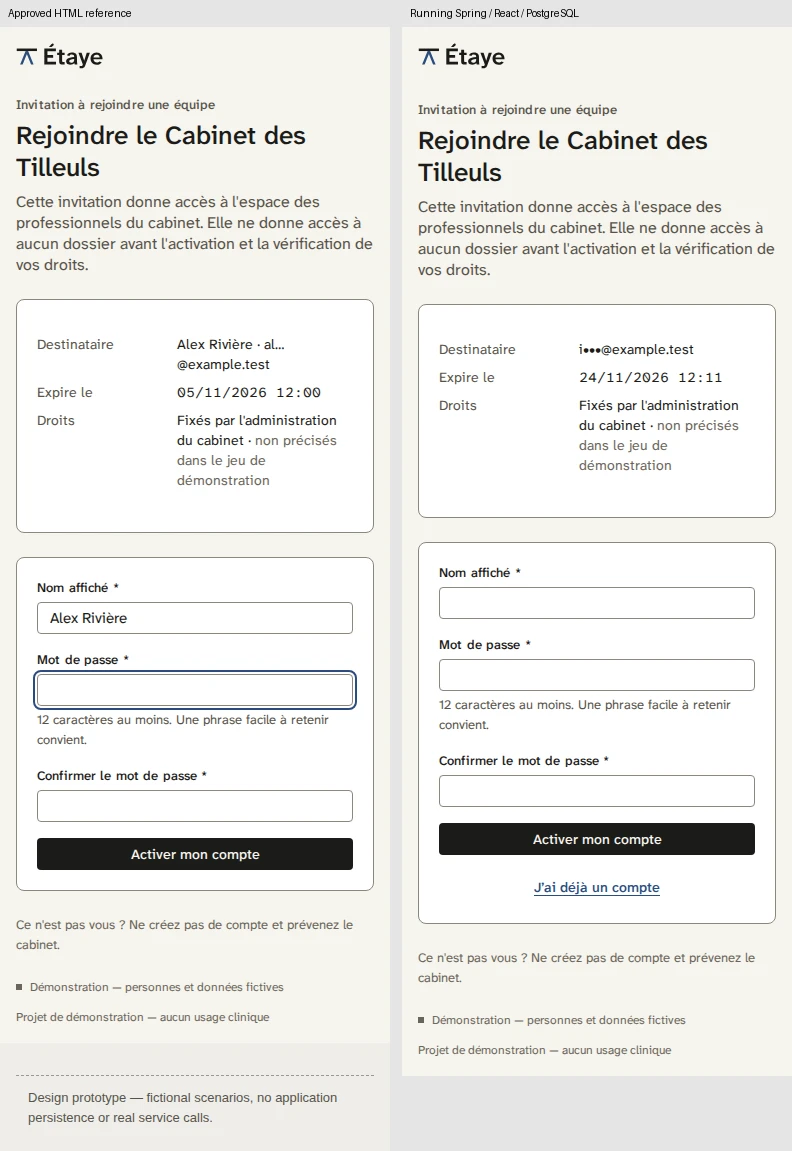 Approved HTML reference
Étaye
Invitation à rejoindre une équipe
Rejoindre le Cabinet des
Tilleuls
Cette invitation donne accès à l'espace des
professionnels du cabinet. Elle ne donne accès à
aucun dossier avant l'activation et la vérification de
vos droits.
Destinataire
Alex Rivière · al…
@example.test
Expire le
05/11/2026 12:00
Droits
Fixés par l'administration
du cabinet · non précisés
dans le jeu de
démonstration
Nom affiché *
Alex Rivière
Mot de passe *
12 caractères au moins. Une phrase facile à retenir
convient.
Confirmer le mot de passe *
Activer mon compte
Ce n'est pas vous ? Ne créez pas de compte et prévenez le
cabinet.
Démonstration — personnes et données fictives
Projet de démonstration — aucun usage clinique
Design prototype — fictional scenarios, no application
persistence or real service calls.
Running Spring / React / PostgreSQL
Étaye
Invitation à rejoindre une équipe
Rejoindre le Cabinet des
Tilleuls
Cette invitation donne accès à l'espace des
professionnels du cabinet. Elle ne donne accès à
aucun dossier avant l'activation et la vérification de
vos droits.
Destinataire
i•••@example.test
Expire le
24/11/2026 12:11
Droits
Fixés par l'administration
du cabinet · non précisés
dans le jeu de
démonstration
Nom affiché *
Mot de passe *
12 caractères au moins. Une phrase facile à retenir
convient.
Confirmer le mot de passe *
Activer mon compte
J'ai déjà un compte
Ce n'est pas vous ? Ne créez pas de compte et prévenez le
cabinet.
Démonstration — personnes et données fictives
Projet de démonstration — aucun usage clinique